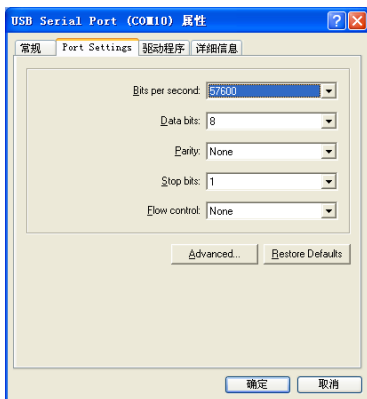 USB Serial Port (COM10) 属性
常规 Port Settings 驱动程序 详细信息
Bits per second: 57600
Data bits: 8
Parity: None
Stop bits: 1
Flow control: None
Advanced... Restore Defaults
确定 取消